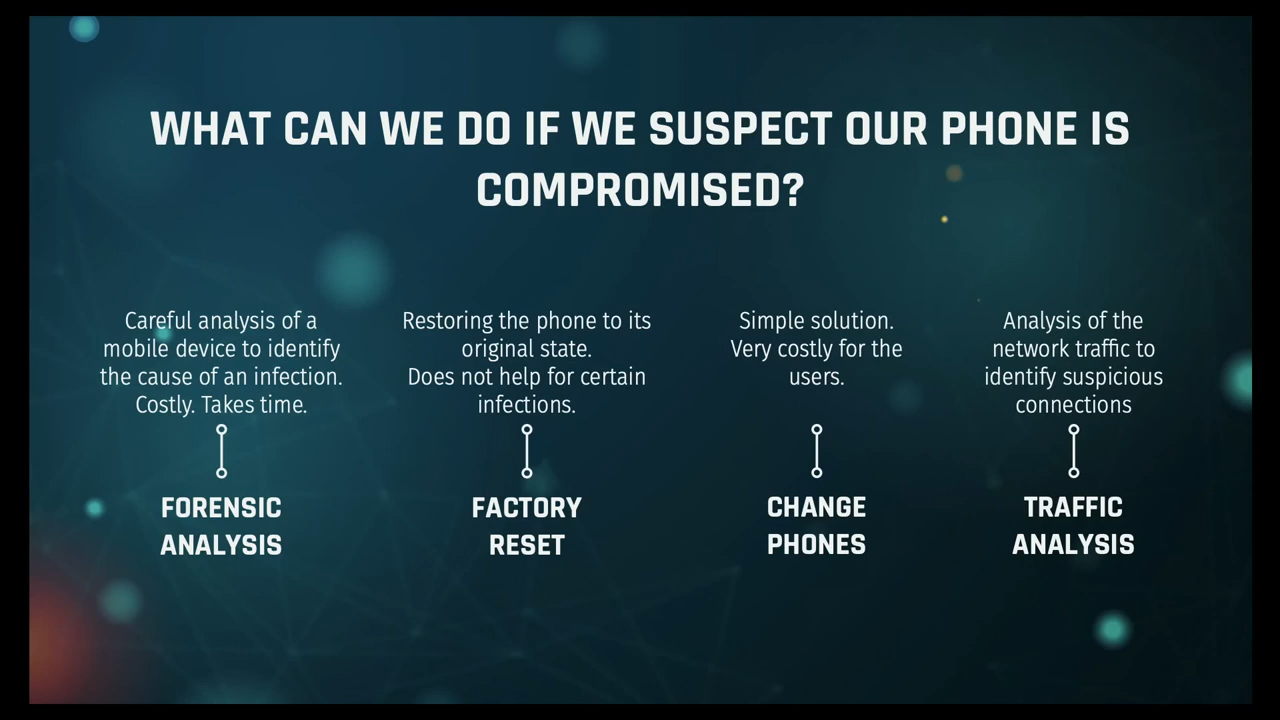 WHAT CAN WE DO IF WE SUSPECT OUR PHONE IS
COMPROMISED?
Careful analysis of a
mobile device to identify
the cause of an infection.
Costly. Takes time.
FORENSIC
ANALYSIS
Restoring the phone to its
original state.
Does not help for certain
infections.
FACTORY
RESET
Simple solution.
Very costly for the
users.
CHANGE
PHONES
Analysis of the
network traffic to
identify suspicious
connections
TRAFFIC
ANALYSIS